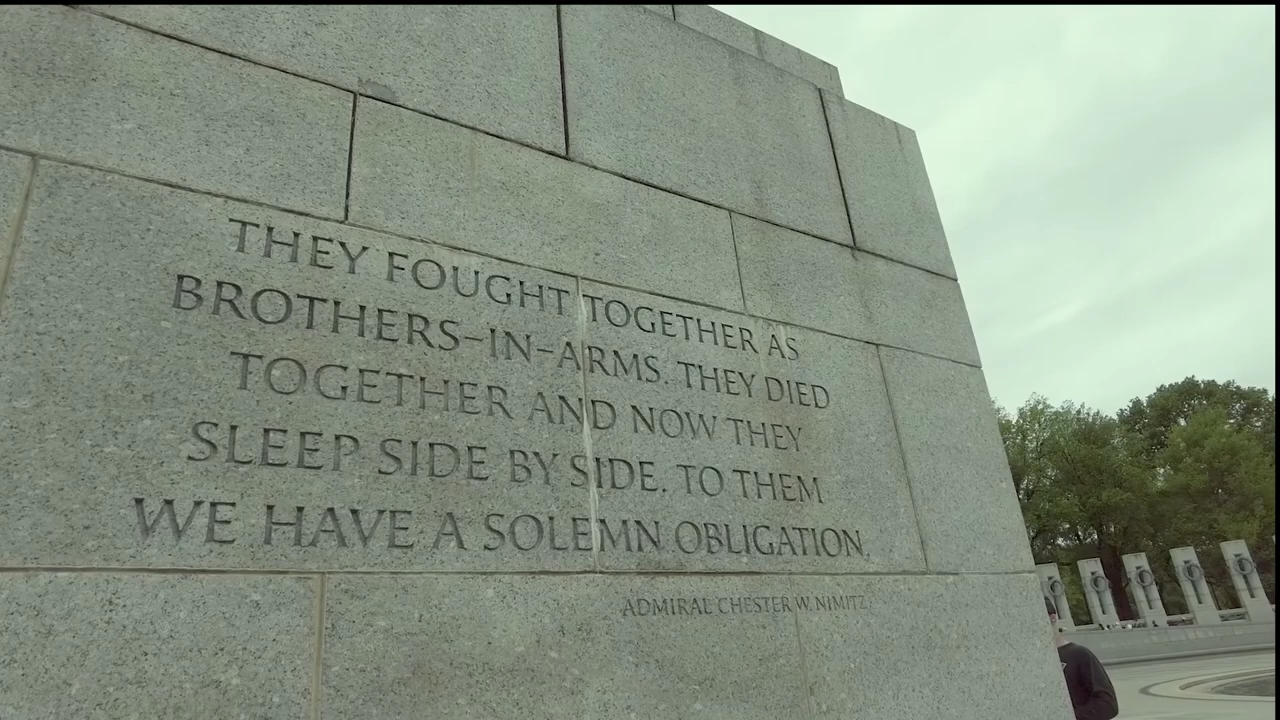 THEY FOUGHT TOGETHER AS
BROTHERS-IN-ARMS. THEY DIED
TOGETHER AND NOW THEY
SLEEP SIDE BY SIDE. TO THEM
WE HAVE A SOLEMN OBLIGATION.
ADMIRAL CHESTER W. NIMITZ